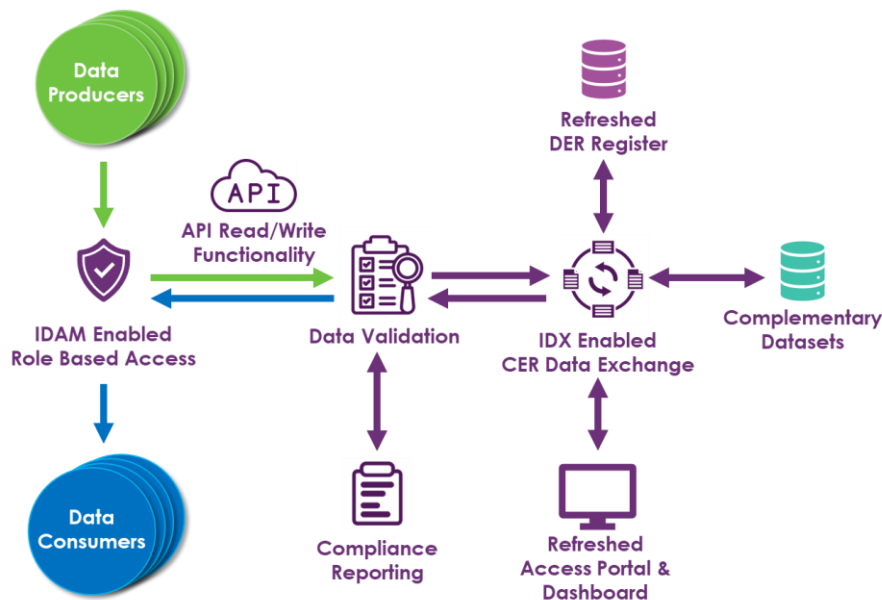 Data
Producers
Refreshed
DER Register
API
API Read/Write
Functionality
IDAM Enabled
Role Based Access
Data Validation
IDX Enabled
CER Data Exchange
Complementary
Datasets
Data
Consumers
Compliance
Reporting
Refreshed
Access Portal &
Dashboard